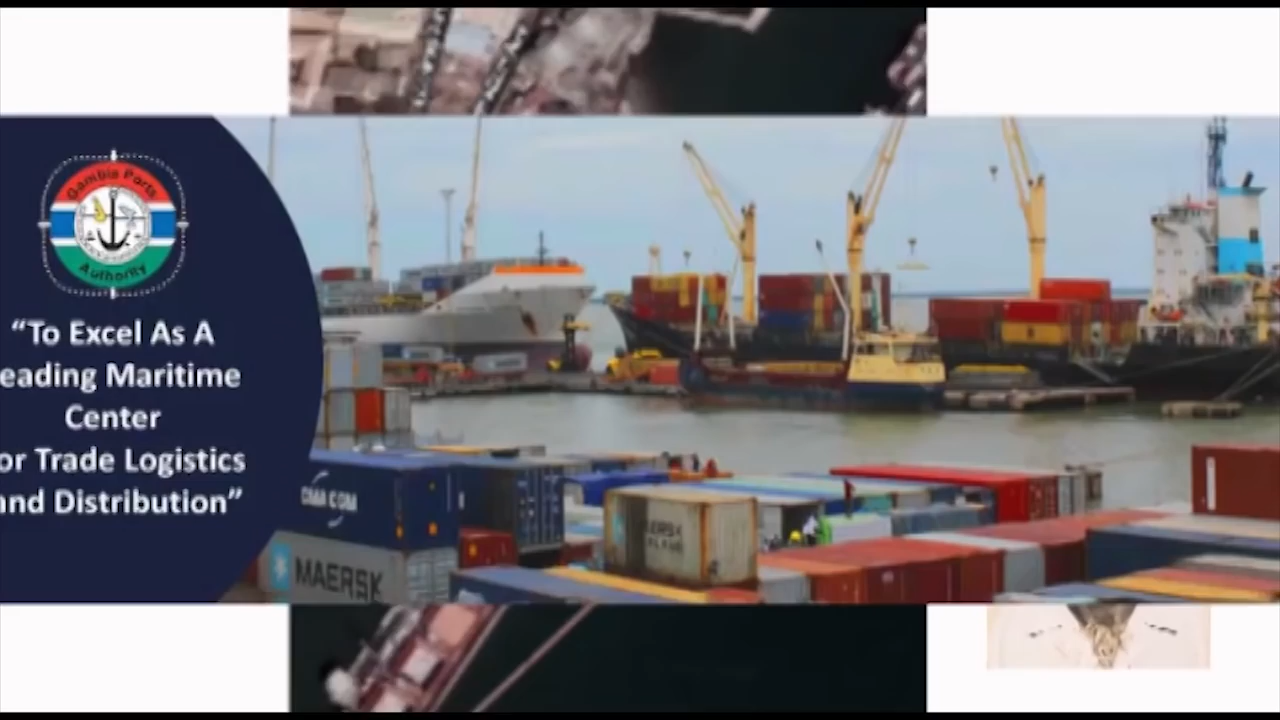 Gambia Ports
Authority
“To Excel As A
eading Maritime
Center
or Trade Logistics
and Distribution”
CMA CGM
MAERSK
MAERSK